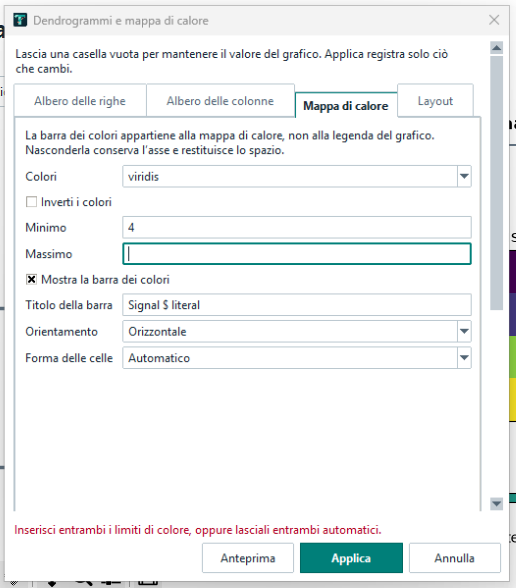 Dendrogrammi e mappa di calore
Lascia una casella vuota per mantenere il valore del grafico. Applica registra solo ciò
che cambi.
Albero delle righe
Albero delle colonne
Mappa di calore
Layout
La barra dei colori appartiene alla mappa di calore, non alla legenda del grafico.
Nasconderla conserva l'asse e restituisce lo spazio.
Colori
viridis
Inverti i colori
Minimo
4
Massimo
Mostra la barra dei colori
Titolo della barra
Signal $ literal
Orientamento
Orizzontale
Forma delle celle
Automatico
Inserisci entrambi i limiti di colore, oppure lasciali entrambi automatici.
Anteprima
Applica
Annulla